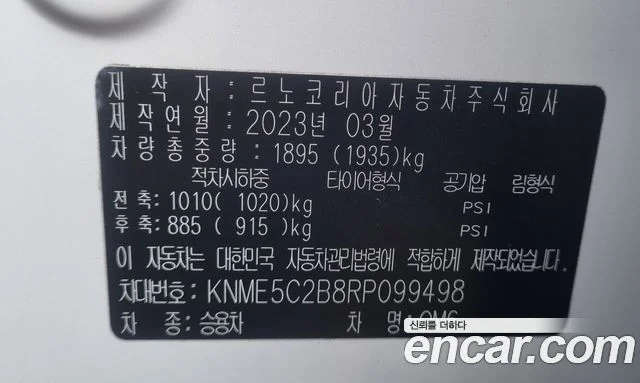 제 작 자 : 르노코리아자동차주식회사
제작연월 : 2023년 03월
차량총중량 : 1895 (1935)kg
적차시하중 타이어형식 공기압 림형식
전 축: 1010( 1020)kg PSI
후 축: 885 ( 915 )kg PSI
이 자동차는 대한민국 자동차관리법령에 적합하게 제작되었습니다.
차대번호: KNME5C2B8RP099498
차 종: 승용차 차 명:
신뢰를 더하다
encar.com